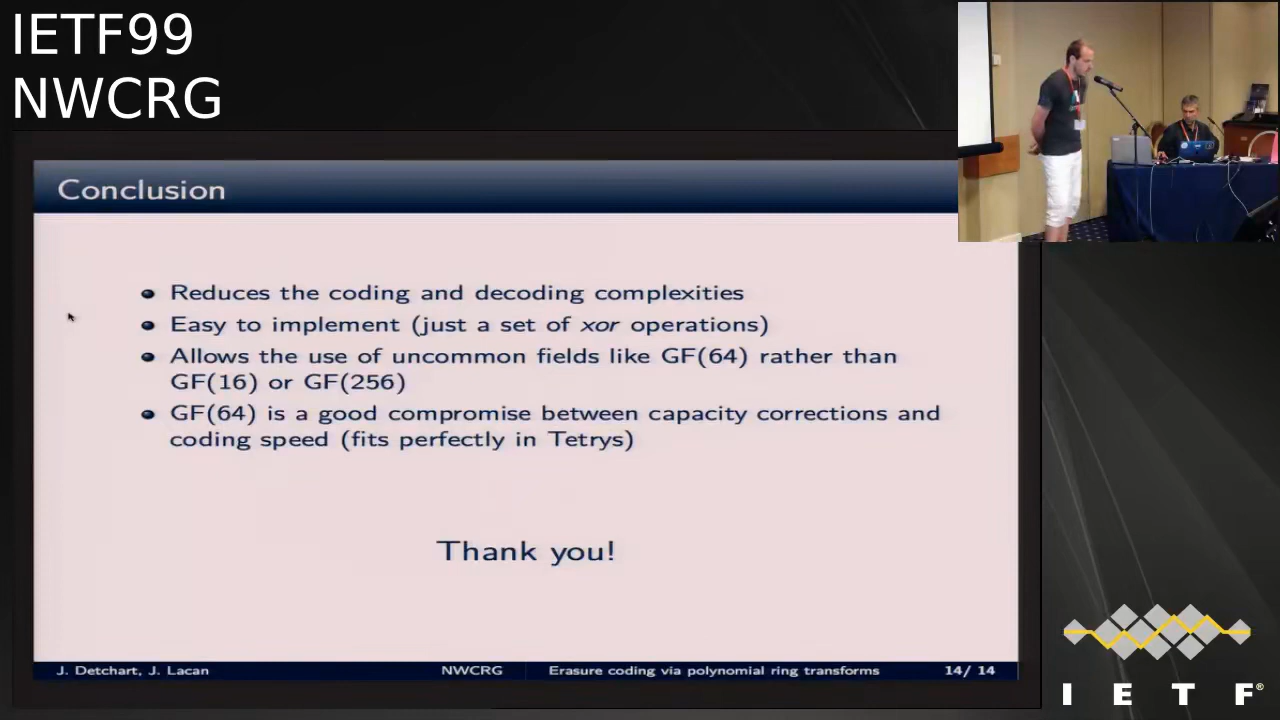 IETF99
NWCRG
Conclusion
Reduces the coding and decoding complexities
Easy to implement (just a set of xor operations)
Allows the use of uncommon fields like GF(64) rather than
GF(16) or GF(256)
GF(64) is a good compromise between capacity corrections and
coding speed (fits perfectly in Tetrys)
Thank you!
J. Detchart, J. Lacan
NWCRG
Erasure coding via polynomial ring transforms
14/ 14
I E T F®